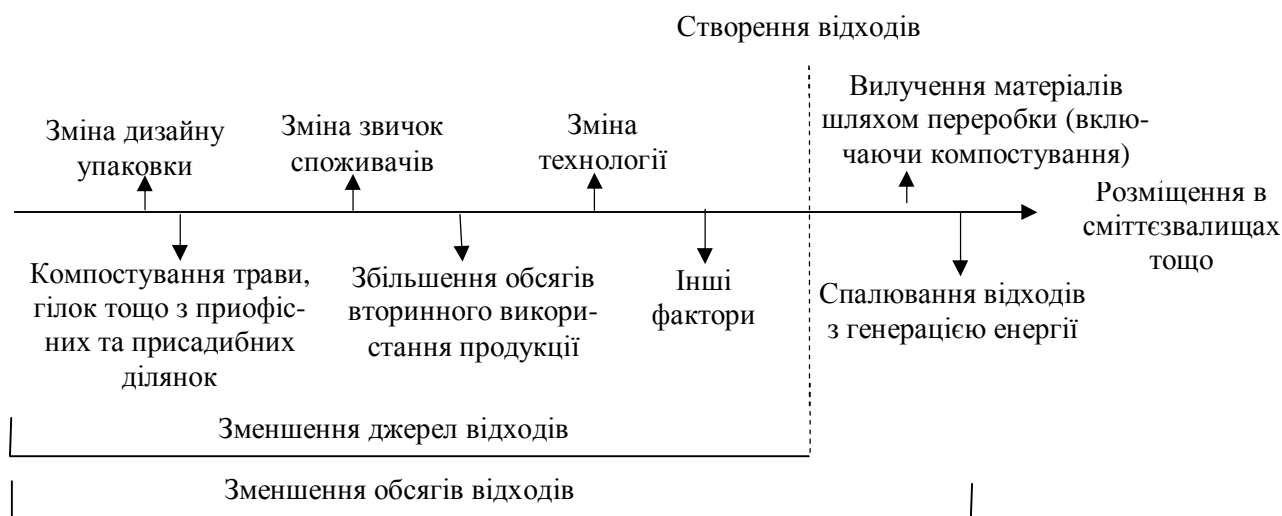 Створення відходів
Зміна дизайну
упаковки
Зміна звичок
споживачів
Зміна
технології
Вилучення матеріалів
шляхом переробки (вклю-
чаючи компостування)
Розміщення в
сміттєзвалищах
тощо
Компостування трави,
гілок тощо з приофіс-
них та присадибних
ділянок
Збільшення обсягів
вторинного викори-
стання продукції
Інші
фактори
Спалювання відходів
з генерацією енергії
Зменшення джерел відходів
Зменшення обсягів відходів